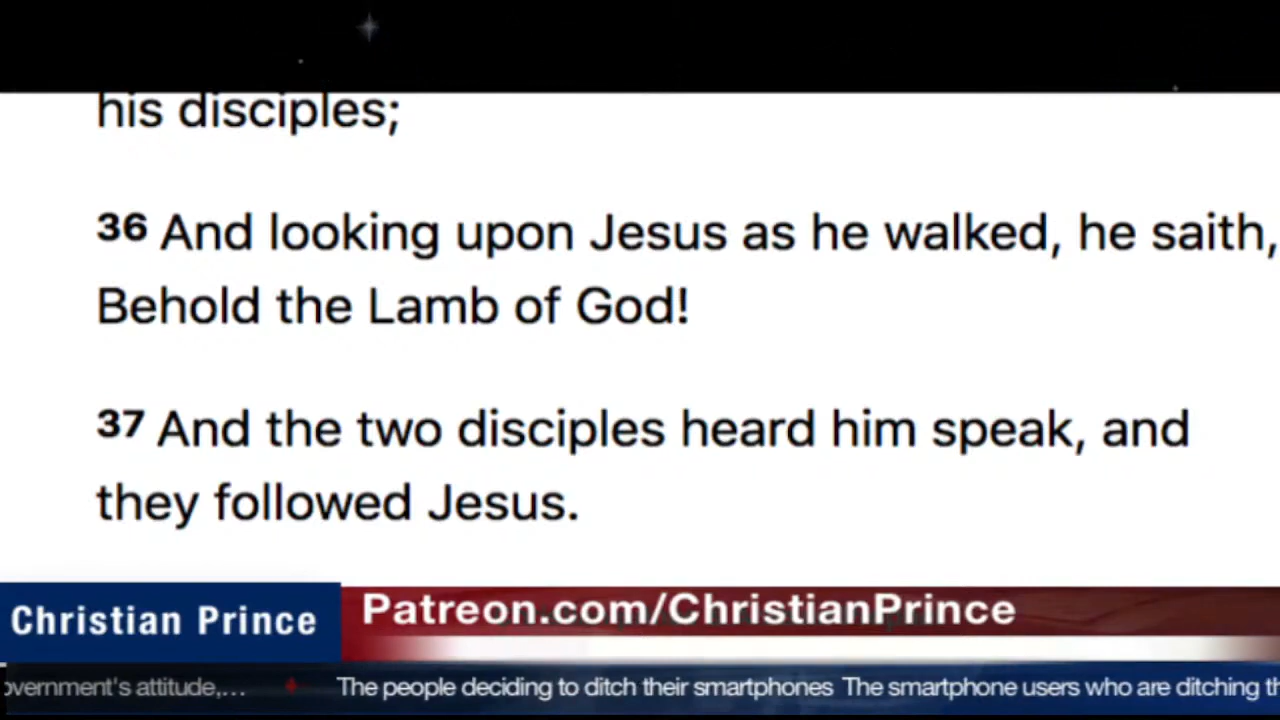 his disciples;
36 And looking upon Jesus as he walked, he saith,
Behold the Lamb of God!
37 And the two disciples heard him speak, and
they followed Jesus.
Christian Prince
Patreon.com/ChristianPrince
overnment's attitude,... The people deciding to ditch their smartphones The smartphone users who are ditching th